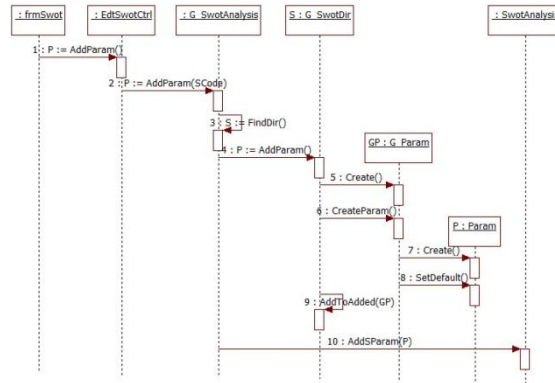 : frmSwot
: EdtSwotCtrl
: G_SwotAnalysis
S : G_SwotDir
: SwotAnalysis
1 : P := AddParam()
2 : P := AddParam(SCode)
3 : S := FindDir()
4 : P := AddParam()
GP : G_Param
5 : Create()
6 : CreateParam()
P : Param
7 : Create()
8 : SetDefault()
9 : AddToAdded(GP)
10 : AddSParam(P)